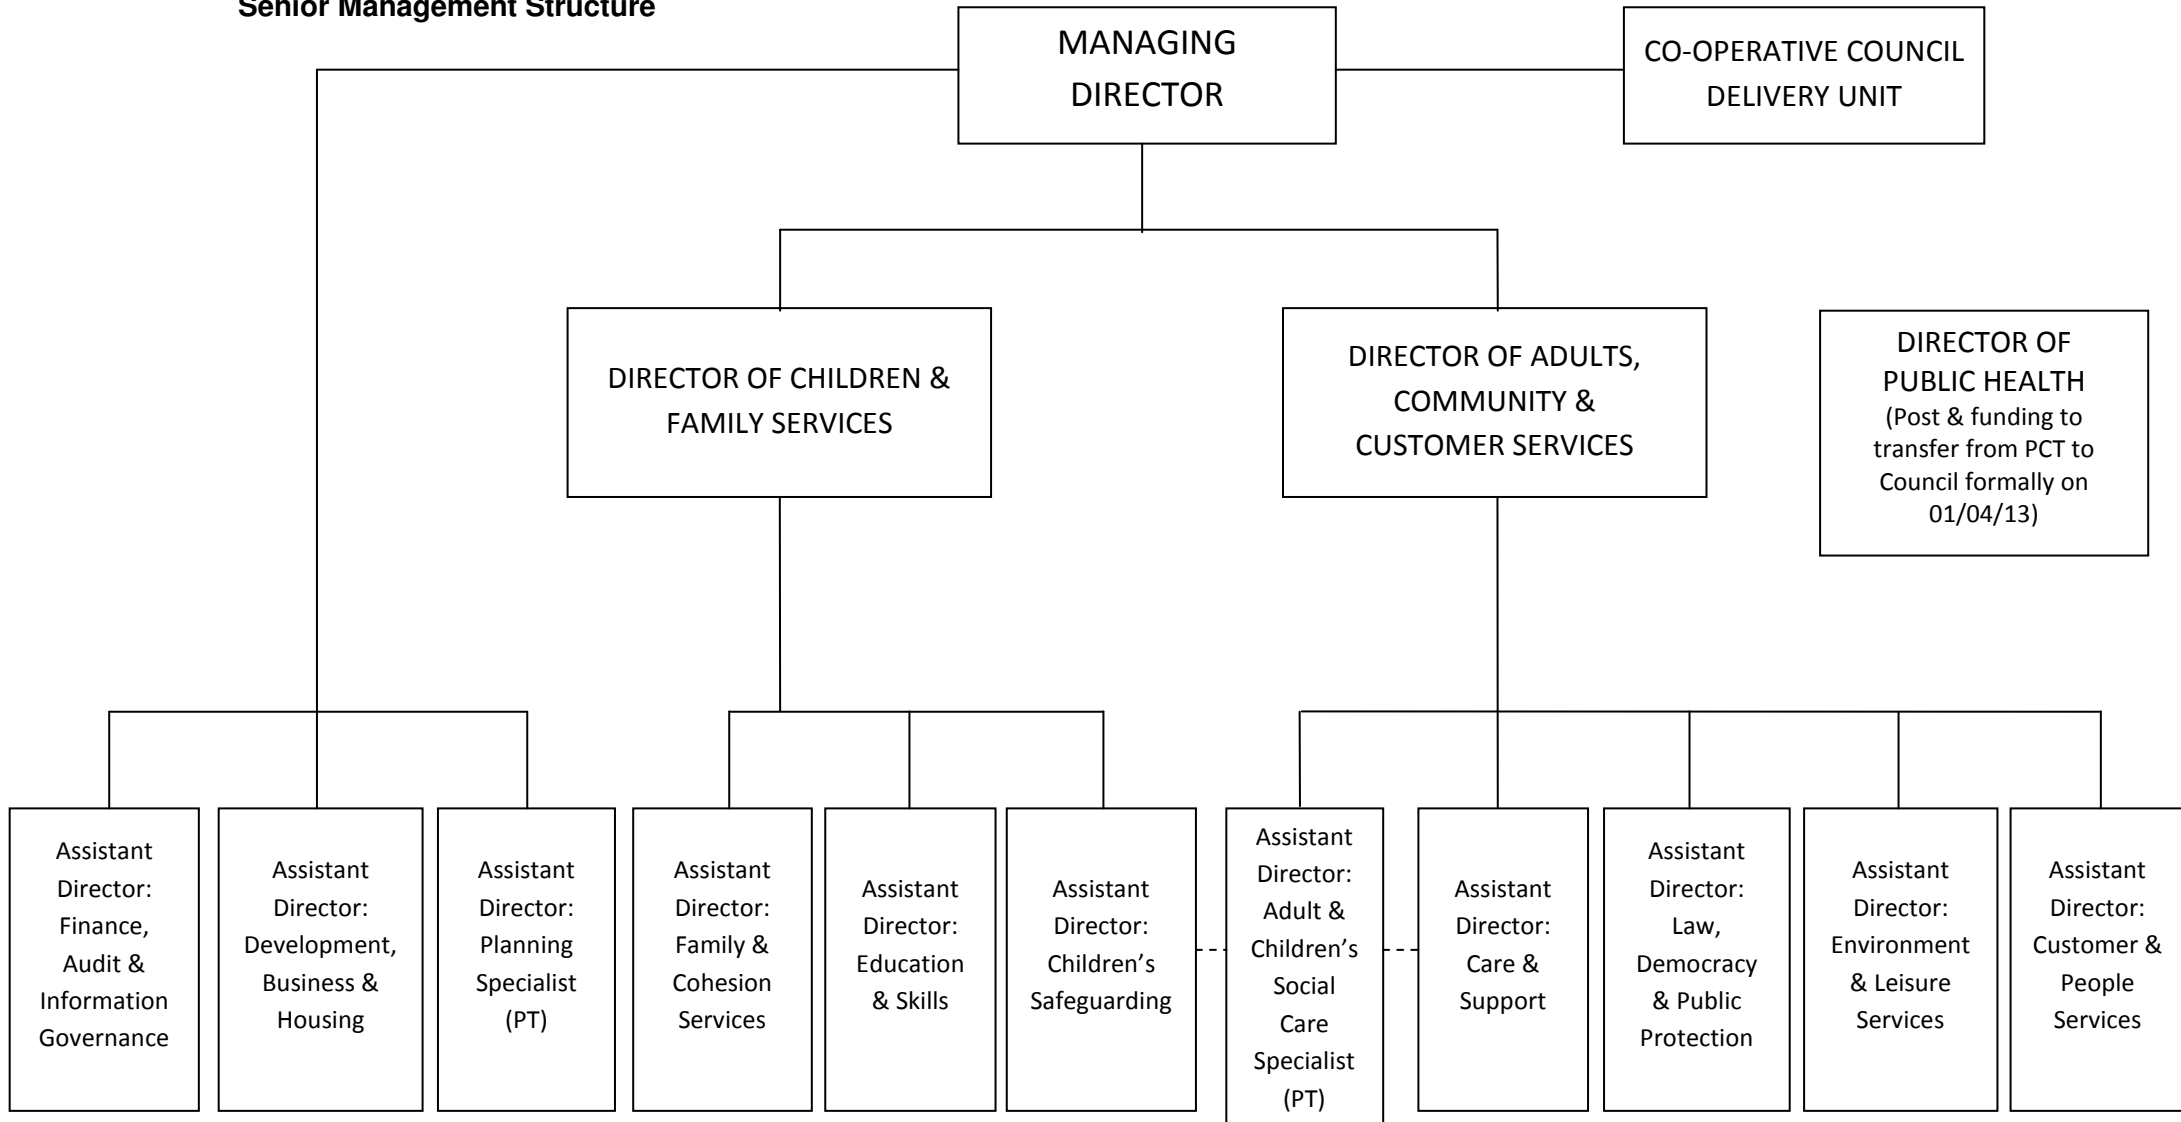 Senior Management Structure
MANAGING
DIRECTOR
CO-OPERATIVE COUNCIL
DELIVERY UNIT
DIRECTOR OF CHILDREN &
FAMILY SERVICES
DIRECTOR OF ADULTS,
COMMUNITY &
CUSTOMER SERVICES
DIRECTOR OF
PUBLIC HEALTH
(Post & funding to
transfer from PCT to
Council formally on
01/04/13)
Assistant
Director:
Finance,
Audit &
Information
Governance
Assistant
Director:
Development,
Business &
Housing
Assistant
Director:
Planning
Specialist
(PT)
Assistant
Director:
Family &
Cohesion
Services
Assistant
Director:
Education
& Skills
Assistant
Director:
Children’s
Safeguarding
Assistant
Director:
Adult &
Children’s
Social
Care
Specialist
(PT)
Assistant
Director:
Care &
Support
Assistant
Director:
Law,
Democracy
& Public
Protection
Assistant
Director:
Environment
& Leisure
Services
Assistant
Director:
Customer &
People
Services